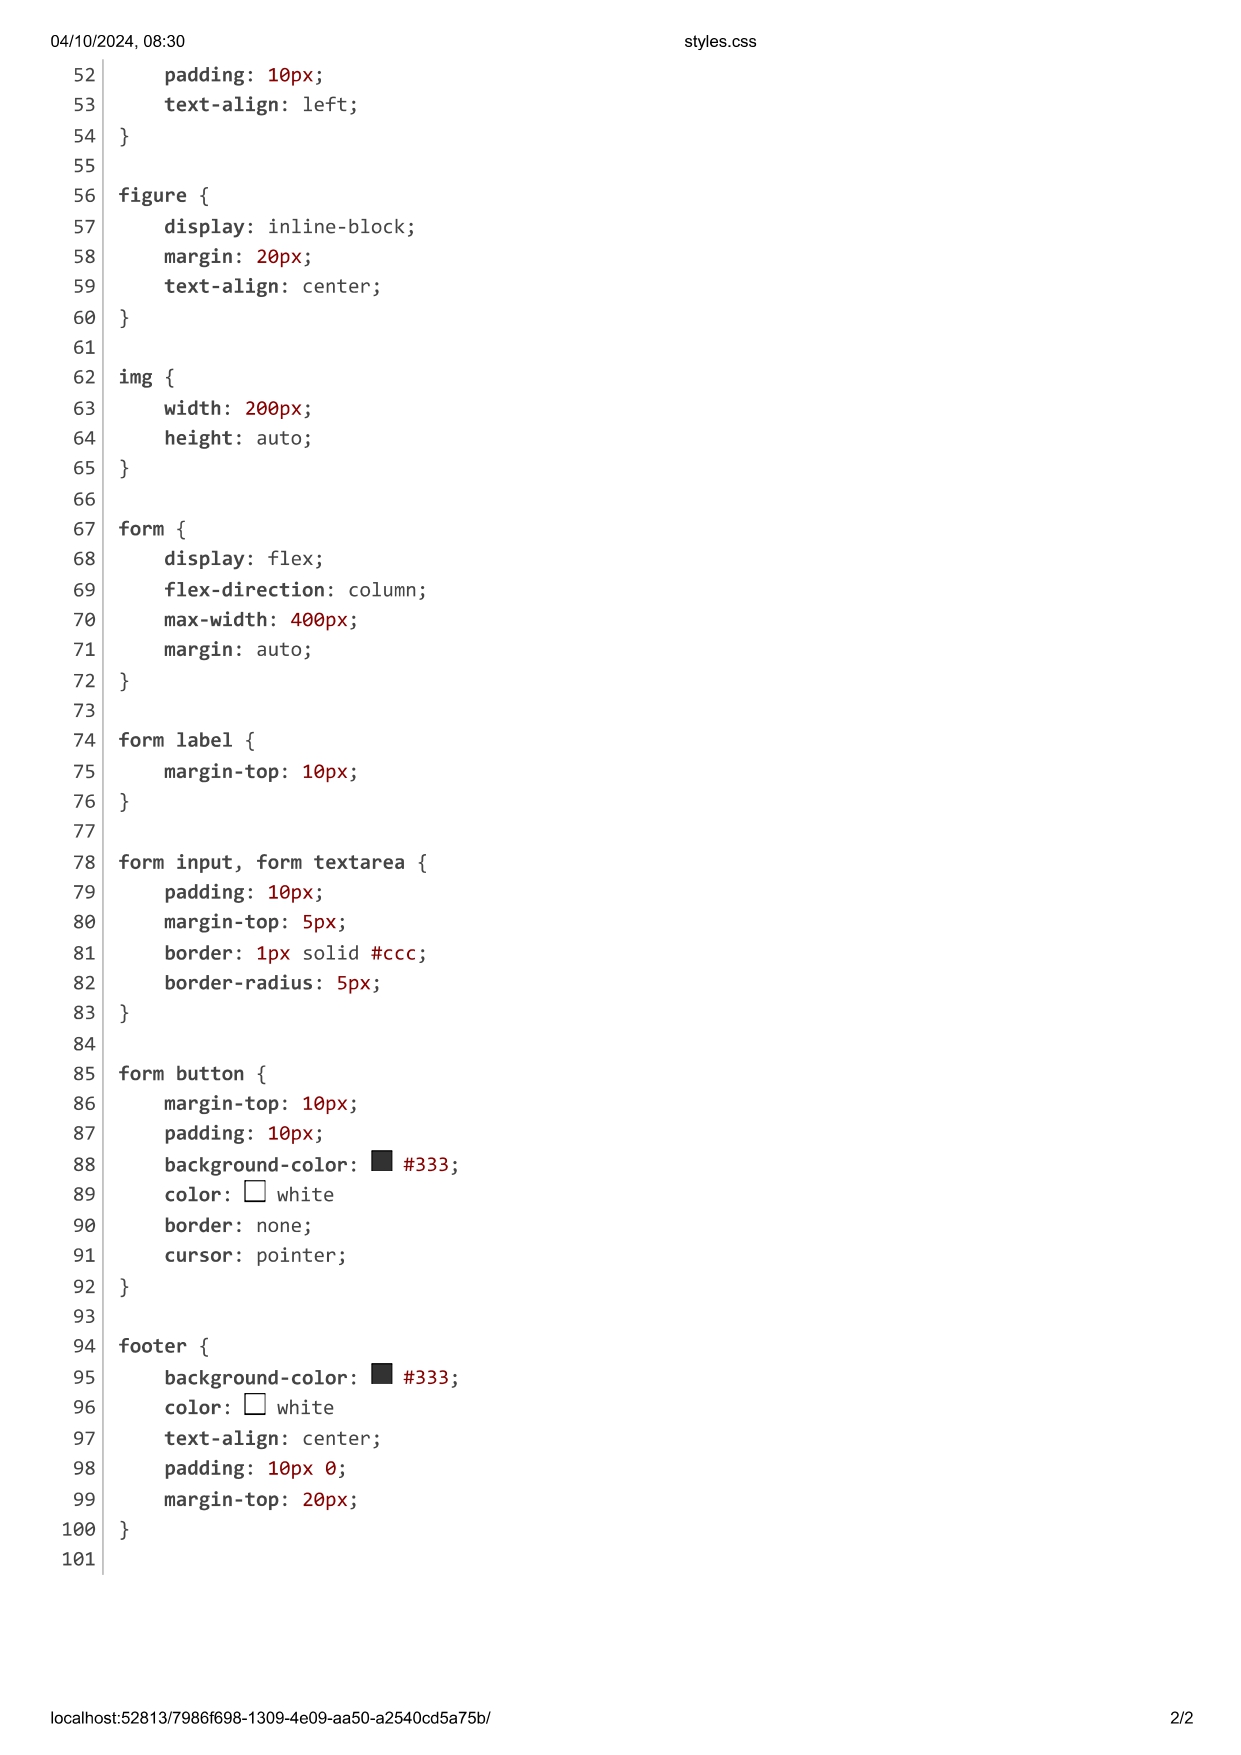 04/10/2024, 08:30 styles.css
52 padding: 10px;
53 text-align: left;
54 }
55
56 figure {
57 display: inline-block;
58 margin: 20px;
59 text-align: center;
60 }
61
62 img {
63 width: 200px;
64 height: auto;
65 }
66
67 form {
68 display: flex;
69 flex-direction: column;
70 max-width: 400px;
71 margin: auto;
72 }
73
74 form label {
75 margin-top: 10px;
76 }
77
78 form input, form textarea {
79 padding: 10px;
80 margin-top: 5px;
81 border: 1px solid #ccc;
82 border-radius: 5px;
83 }
84
85 form button {
86 margin-top: 10px;
87 padding: 10px;
88 background-color: #333;
89 color: white
90 border: none;
91 cursor: pointer;
92 }
93
94 footer {
95 background-color: #333;
96 color: white
97 text-align: center;
98 padding: 10px 0;
99 margin-top: 20px;
100 }
101
localhost:52813/7986f698-1309-4e09-aa50-a2540cd5a75b/ 2/2